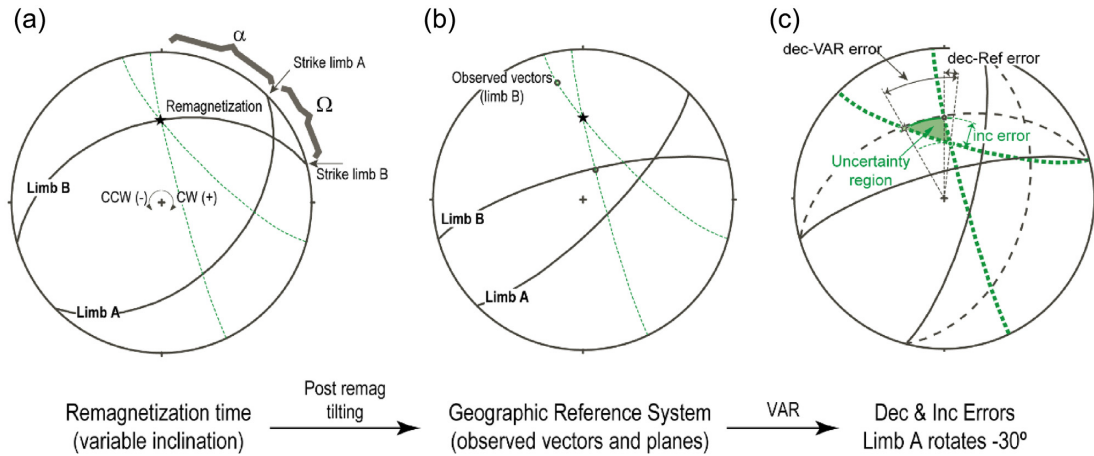 (a)
α
Strike limb A
Ω
Remagnetization
Strike limb B
Limb B
CCW (-)
CW (+)
Limb A
(b)
Observed vectors
(limb B)
Limb B
Limb A
(c)
dec-VAR error
dec-Ref error
inc error
Uncertainty
region
Remagnetization time
(variable inclination)
Post remag
tilting
Geographic Reference System
(observed vectors and planes)
VAR
Dec & Inc Errors
Limb A rotates -30º